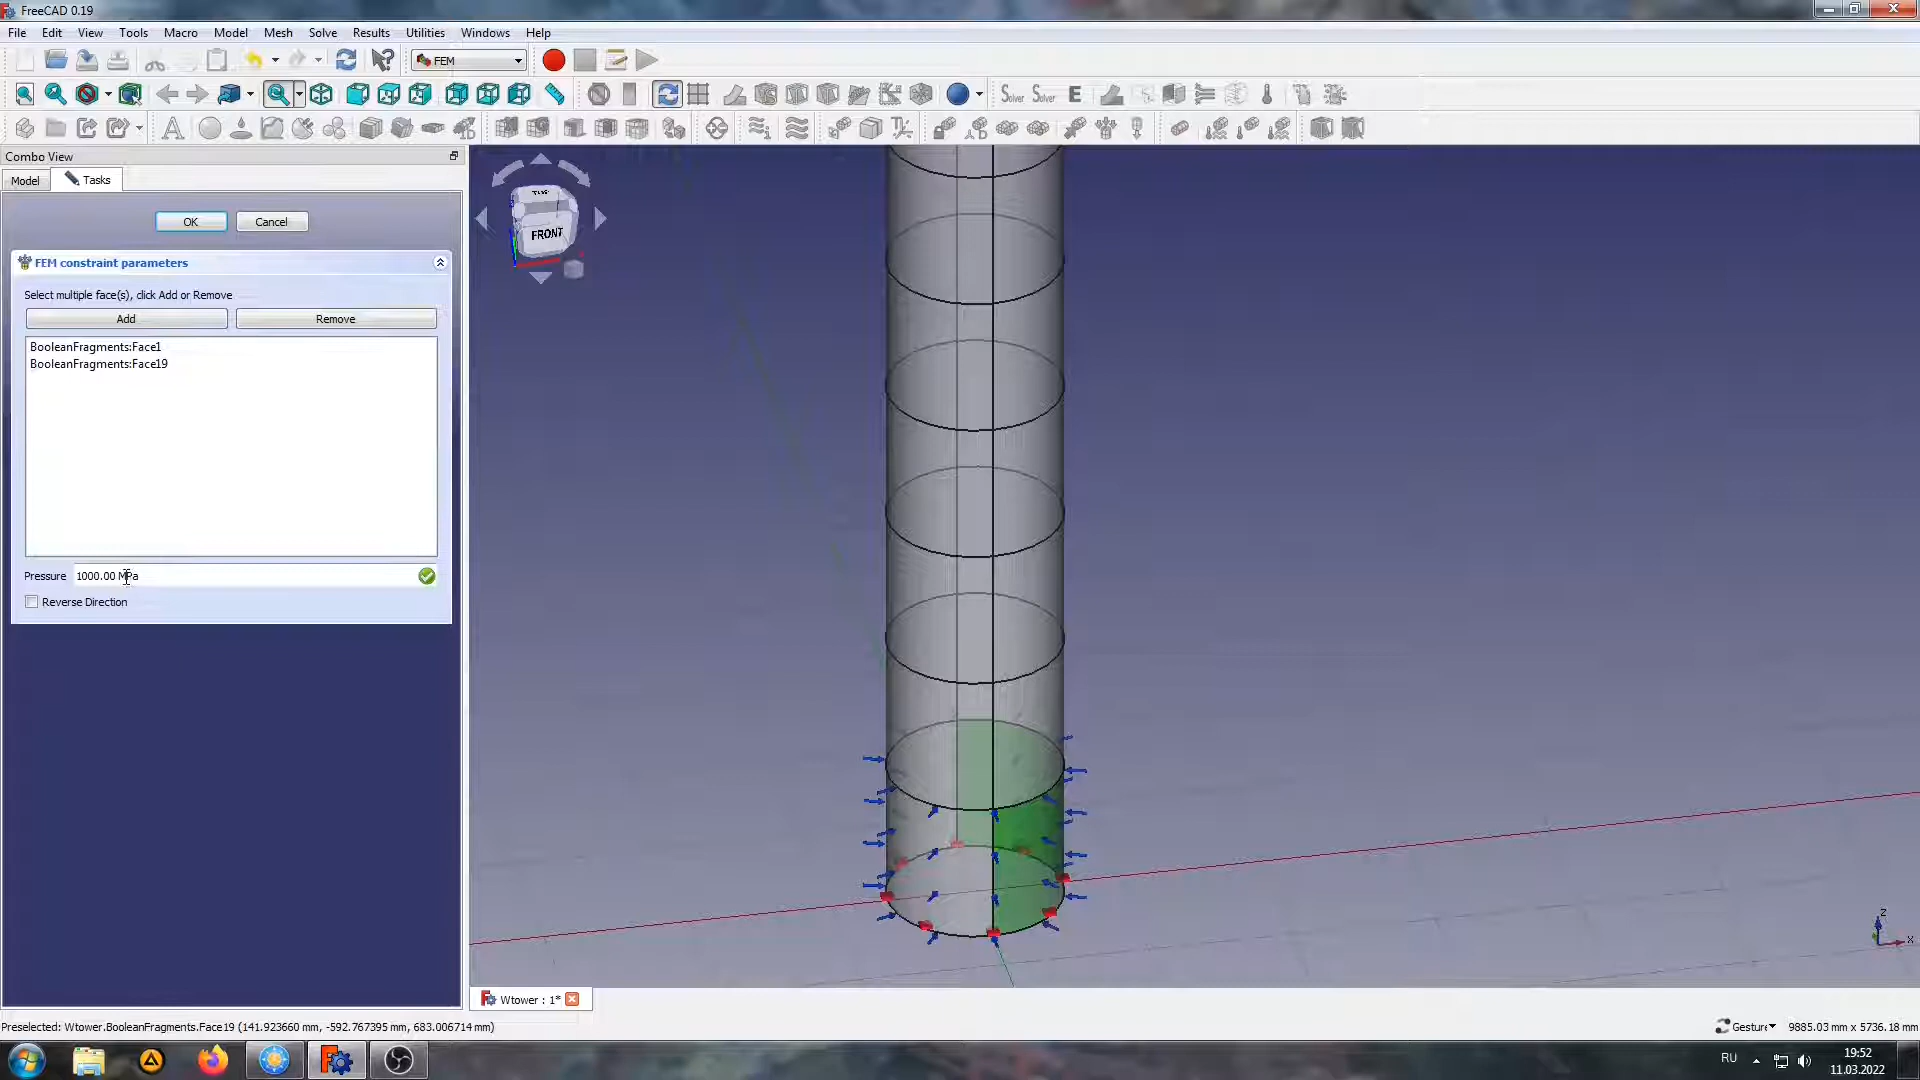 FreeCAD 0.19
File Edit View Tools Macro Model Mesh Solve Results Utilities Windows Help
FEM
Solver Solver E
Combo View
Model Tasks
OK Cancel
FEM constraint parameters
Select multiple face(s), click Add or Remove
Add Remove
BooleanFragments:Face1
BooleanFragments:Face19
Pressure 1000.00 MPa
Reverse Direction
FRONT
Z
X
Wtower : 1*
Preselected: Wtower.BooleanFragments.Face19 (141.923660 mm, -592.767395 mm, 683.006714 mm)
Gesture 9885.03 mm x 5736.18 mm
RU
19:52
11.03.2022